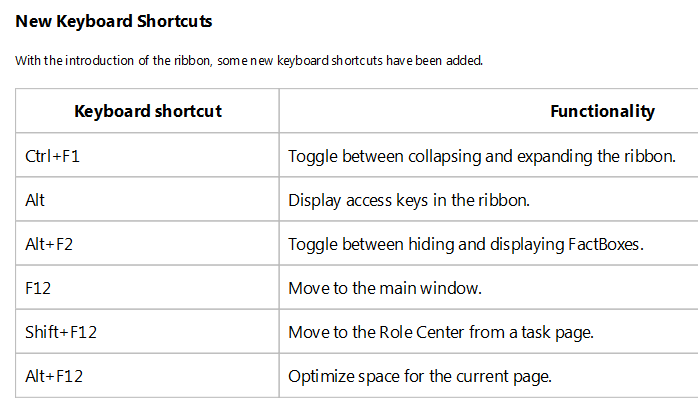 New Keyboard Shortcuts
With the introduction of the ribbon, some new keyboard shortcuts have been added.
Keyboard shortcut Functionality
Ctrl+F1 Toggle between collapsing and expanding the ribbon.
Alt Display access keys in the ribbon.
Alt+F2 Toggle between hiding and displaying FactBoxes.
F12 Move to the main window.
Shift+F12 Move to the Role Center from a task page.
Alt+F12 Optimize space for the current page.